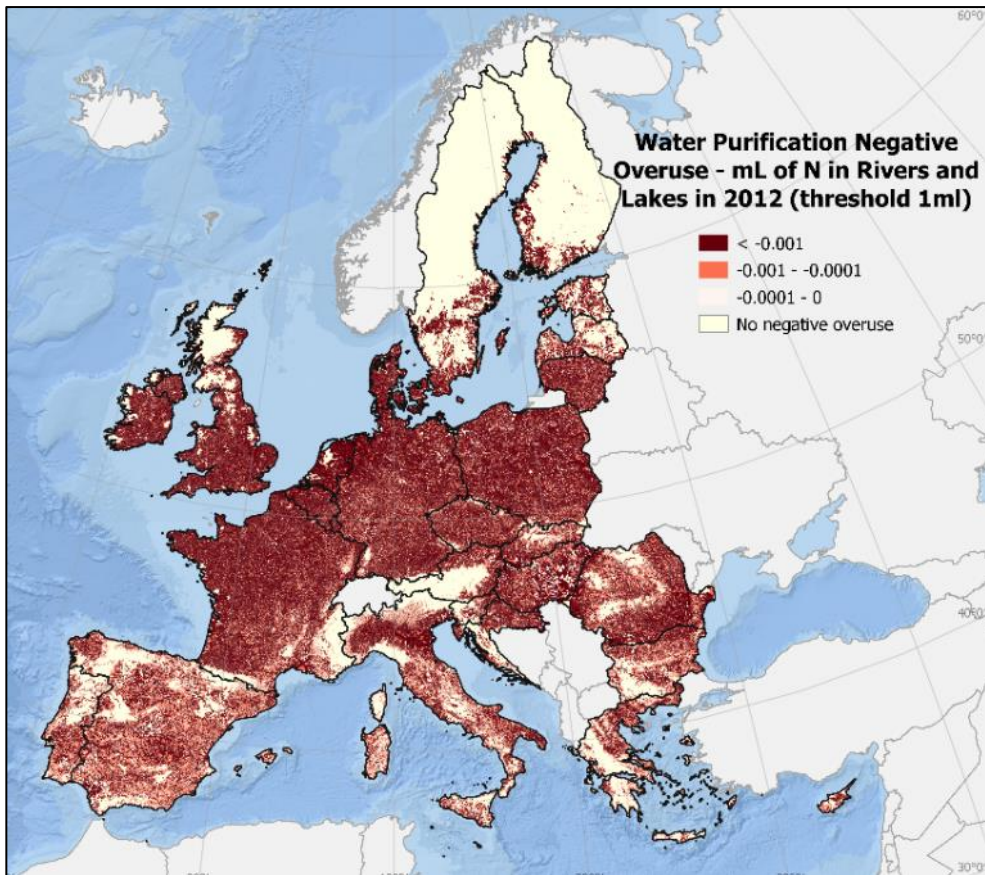 60°0
Water Purification Negative
Overuse - mL of N in Rivers and
Lakes in 2012 (threshold 1ml)
< -0.001
-0.001 - -0.0001
-0.0001 - 0
No negative overuse
50°0'
40°0'
30°0'